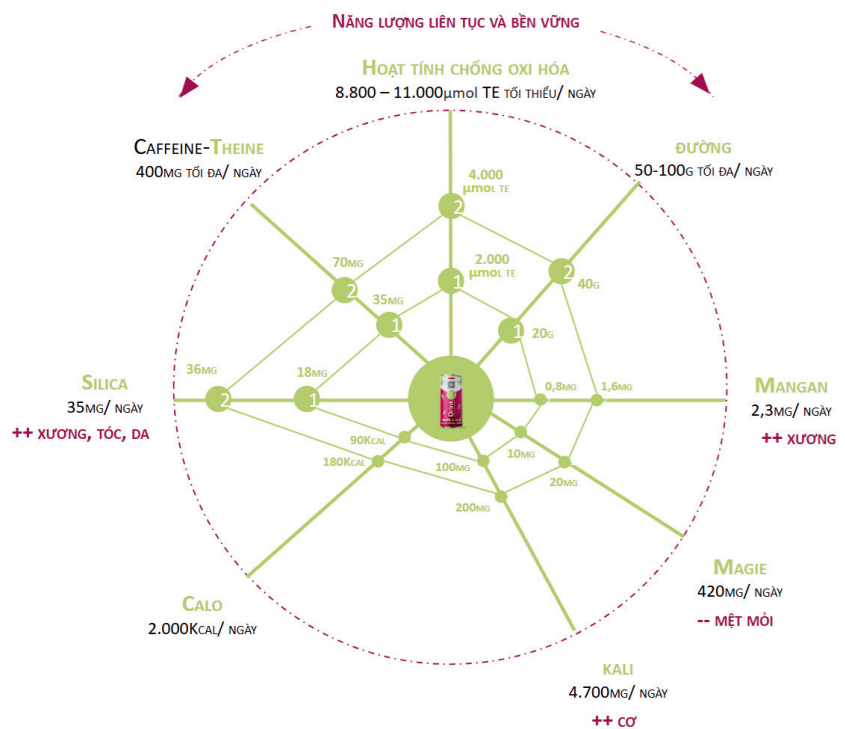 NĂNG LƯỢNG LIÊN TỤC VÀ BỀN VỮNG
HOẠT TÍNH CHỐNG OXI HÓA
8.800 – 11.000µmol TE TỐI THIỂU/ NGÀY
CAFFEINE-THEINE
400MG TỐI ĐA/ NGÀY
ĐƯỜNG
50-100G TỐI ĐA/ NGÀY
4.000
µmoL TE
2
70MG
2
2.000
µmoL TE
2
40G
1
35MG
1
1
20G
36MG
2
18MG
1
0,8MG
1,6MG
SILICA
35MG/ NGÀY
++ XƯƠNG, TÓC, DA
MANGAN
2,3MG/ NGÀY
++ XƯƠNG
90KCAL
180KCAL
100MG
10MG
20MG
200MG
MAGIE
420MG/ NGÀY
-- MỆT MỎI
CALO
2.000KCAL/ NGÀY
KALI
4.700MG/ NGÀY
++ CƠ